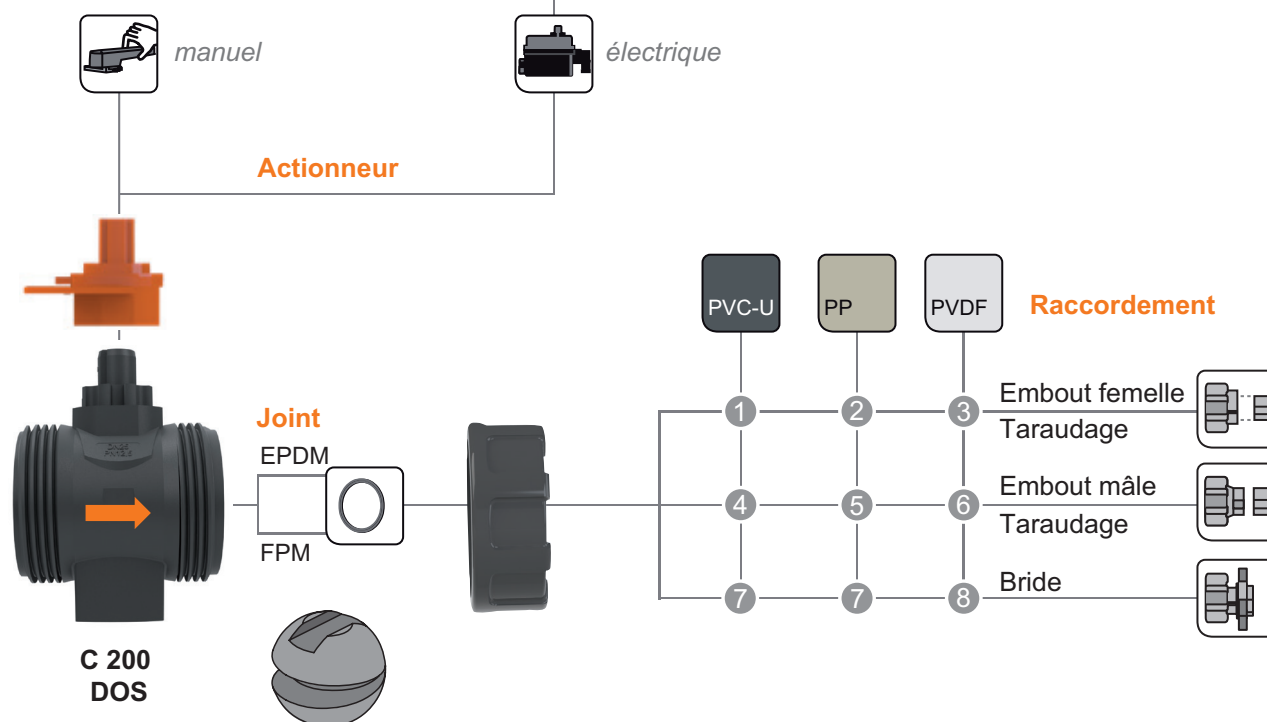 manuel
électrique
Actionneur
PVC-U
PP
PVDF
Raccordement
Joint
EPDM
FPM
1
2
3
Embout femelle
Taraudage
4
5
6
Embout mâle
Taraudage
7
7
8
Bride
C 200
DOS